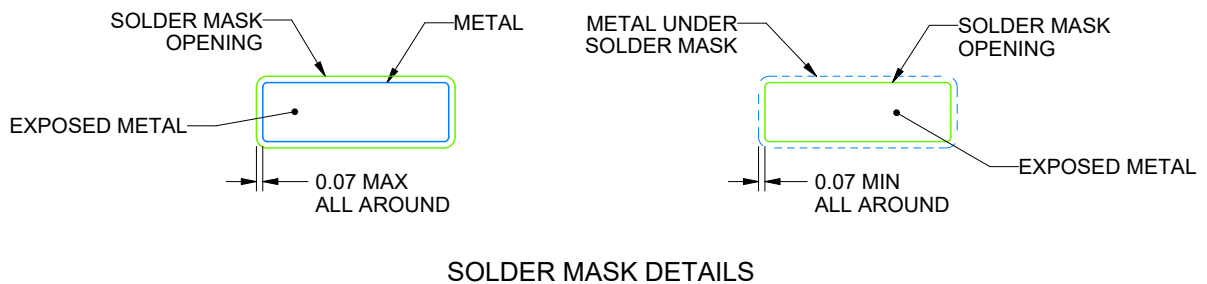 SOLDER MASK
OPENING
METAL
EXPOSED METAL
0.07 MAX
ALL AROUND
METAL UNDER
SOLDER MASK
SOLDER MASK
OPENING
EXPOSED METAL
0.07 MIN
ALL AROUND
SOLDER MASK DETAILS